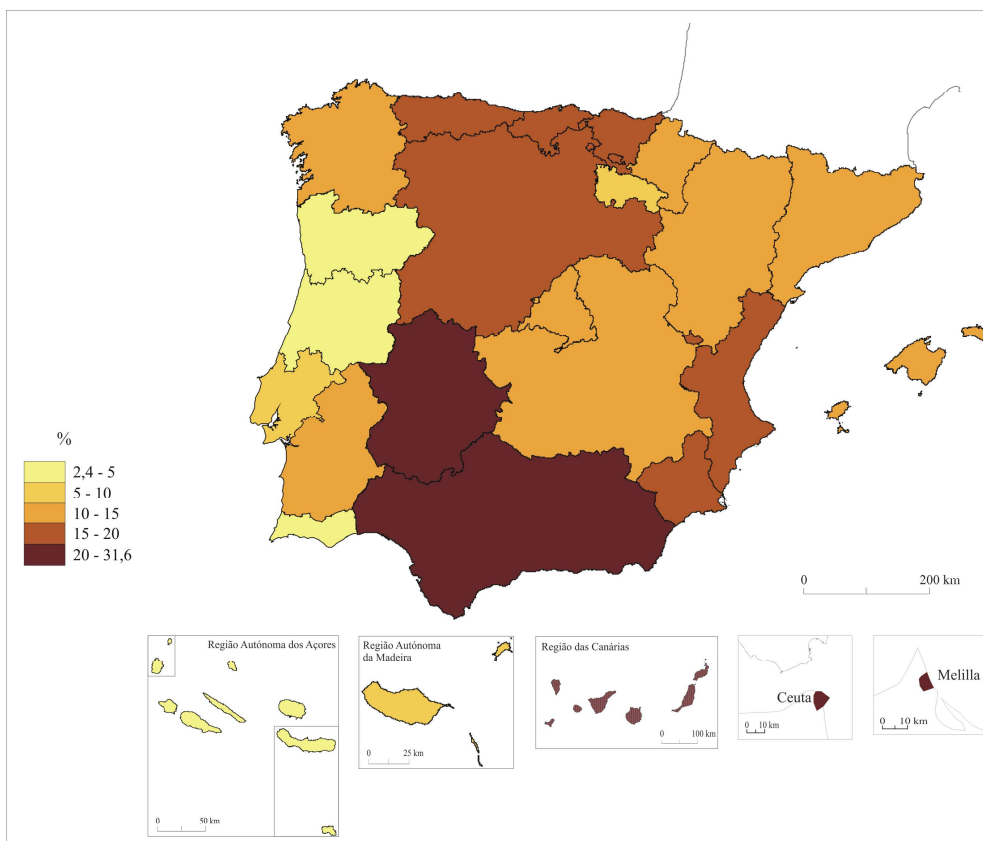 %
2,4 - 5
5 - 10
10 - 15
15 - 20
20 - 31,6
0 200 km
Região Autónoma dos Açores
0 50 km
Região Autónoma
da Madeira
0 25 km
Região das Canárias
0 100 km
Ceuta
0 10 km
Melilla
0 10 km